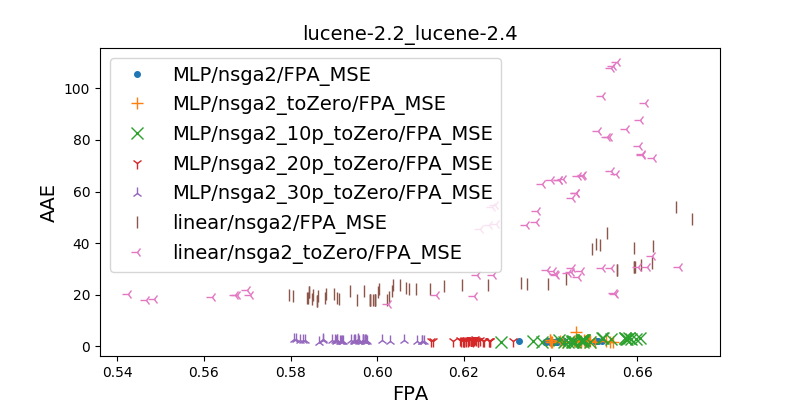 lucene-2.2_lucene-2.4
AAE
100
80
60
40
20
0
MLP/nsga2/FPA_MSE
MLP/nsga2_toZero/FPA_MSE
MLP/nsga2_10p_toZero/FPA_MSE
MLP/nsga2_20p_toZero/FPA_MSE
MLP/nsga2_30p_toZero/FPA_MSE
linear/nsga2/FPA_MSE
linear/nsga2_toZero/FPA_MSE
0.54 0.56 0.58 0.60 0.62 0.64 0.66
FPA